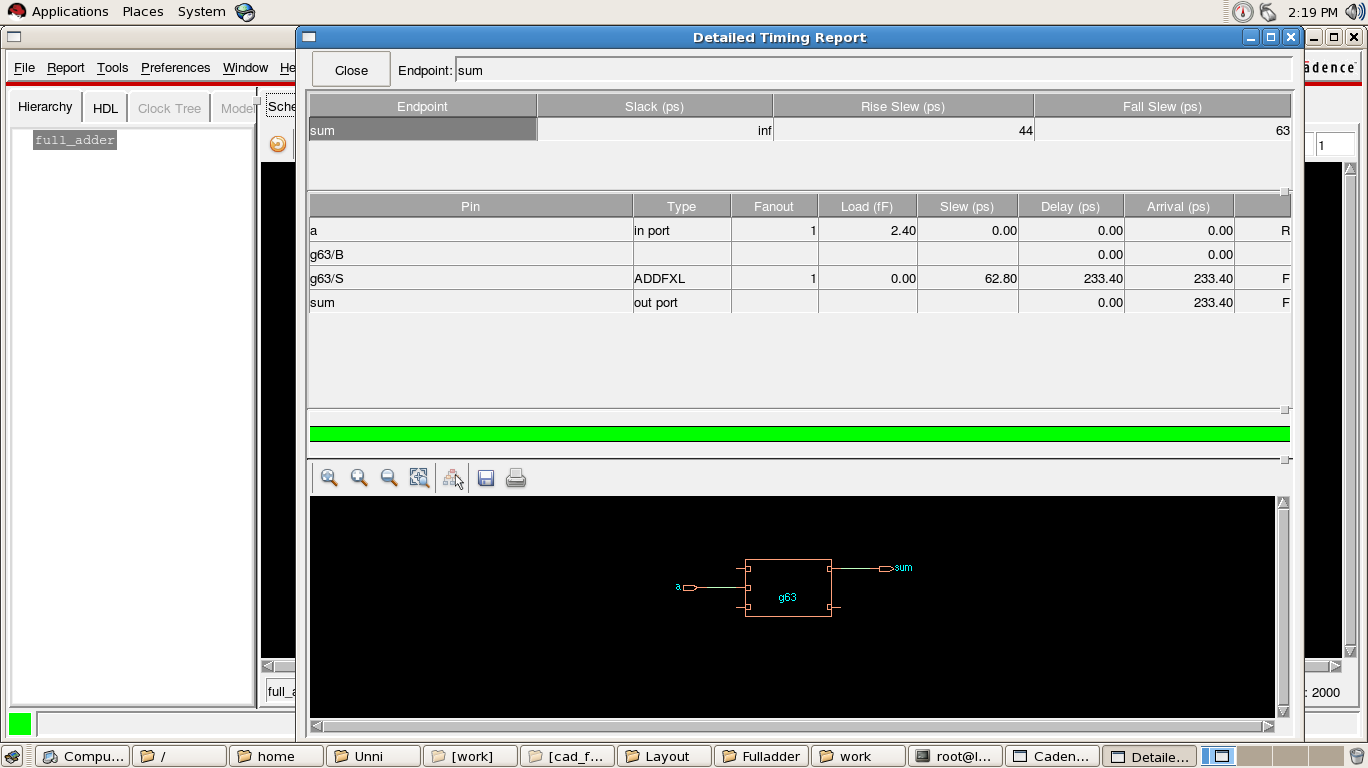 Applications Places System 2:19 PM
Detailed Timing Report
File Report Tools Preferences Window He
Close Endpoint: sum
adence
Hierarchy HDL Clock Tree Mode Sche
Endpoint Slack (ps) Rise Slew (ps) Fall Slew (ps)
sum inf 44 63
full_adder
1
Pin Type Fanout Load (fF) Slew (ps) Delay (ps) Arrival (ps)
a in port 1 2.40 0.00 0.00 0.00 R
g63/B 0.00 0.00
g63/S ADDFXL 1 0.00 62.80 233.40 233.40 F
sum out port 0.00 233.40 F
sum
a
g63
full_a : 2000
Compu... / home Unni [work] [cad_f... Layout Fulladder work root@l... Caden... Detaile...